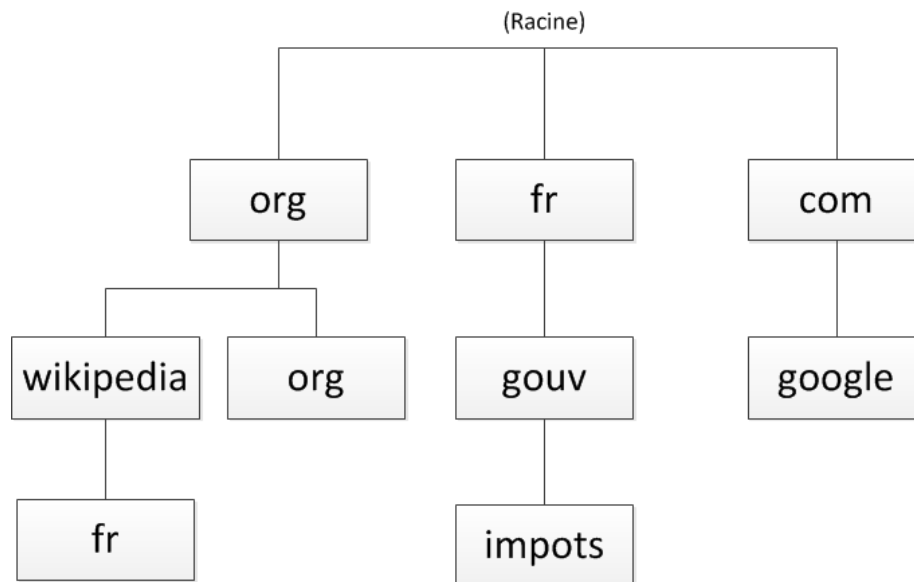 (Racine)
org
fr
com
wikipedia
org
gouv
google
fr
impots